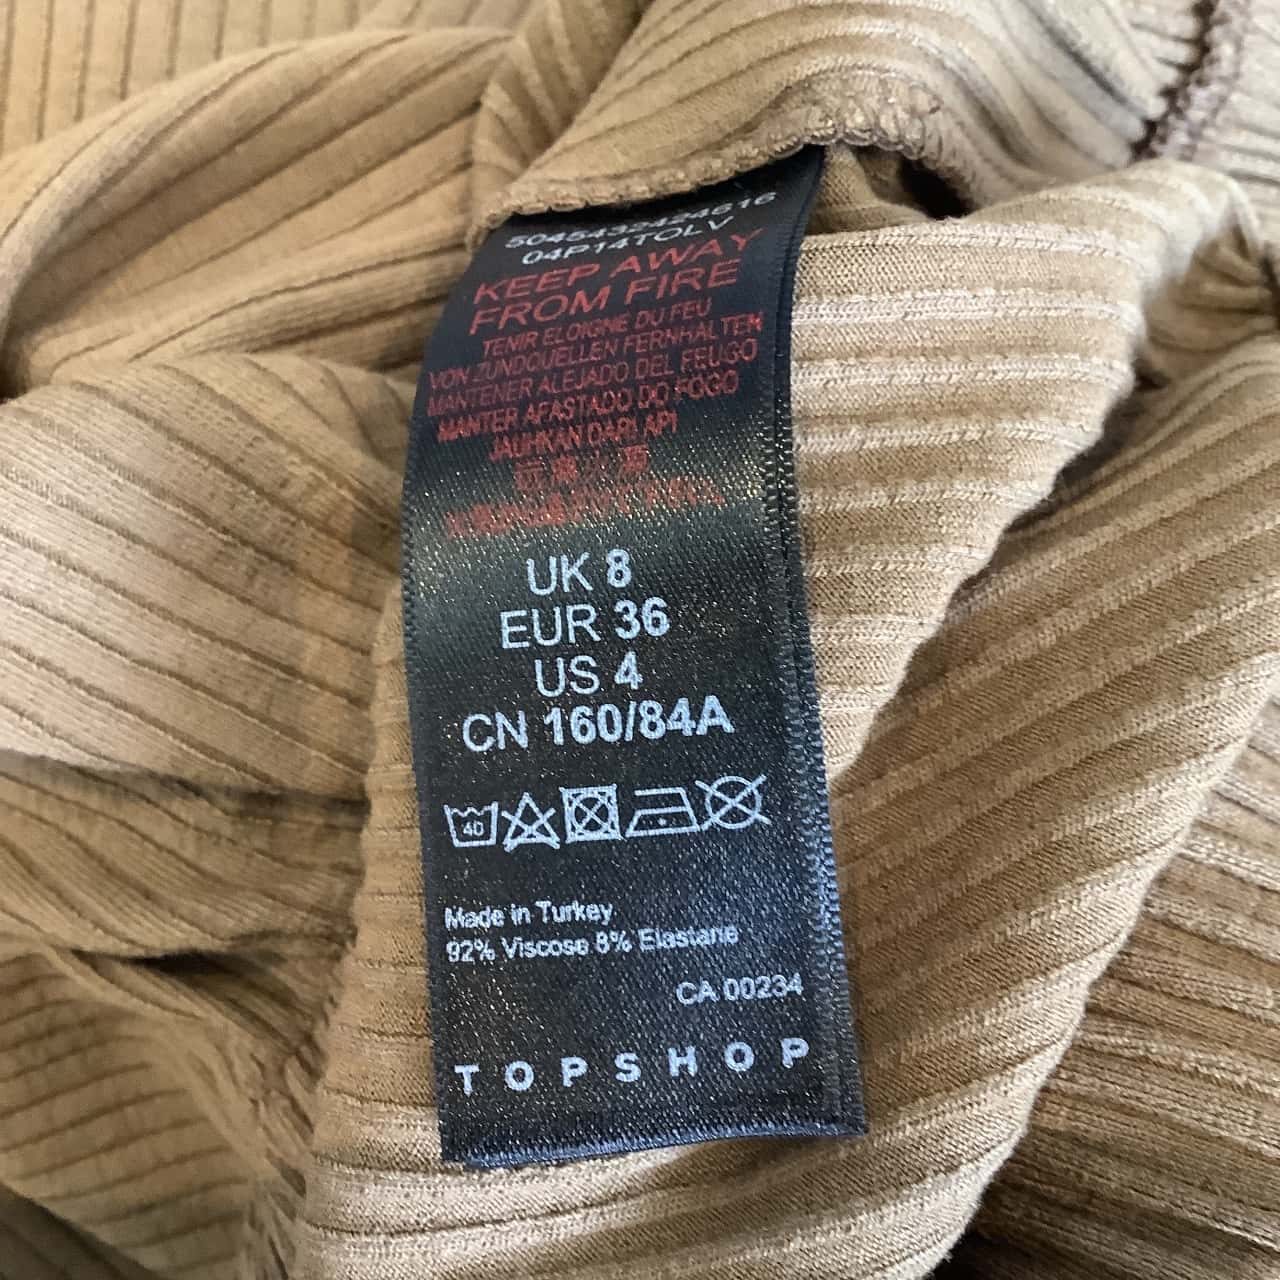 5045432424616
04P14TOLV
KEEP AWAY
FROM FIRE
TENIR ELOIGNE DU FEU
VON ZUNDQUELLEN FERNHALTEN
MANTENER ALEJADO DEL FEUGO
MANTER AFASTADO DO FOGO
JAUHKAN DARI API
UK 8
EUR 36
US 4
CN 160/84A
40
Made in Turkey
92% Viscose 8% Elastane
CA 00234
TOPSHOP